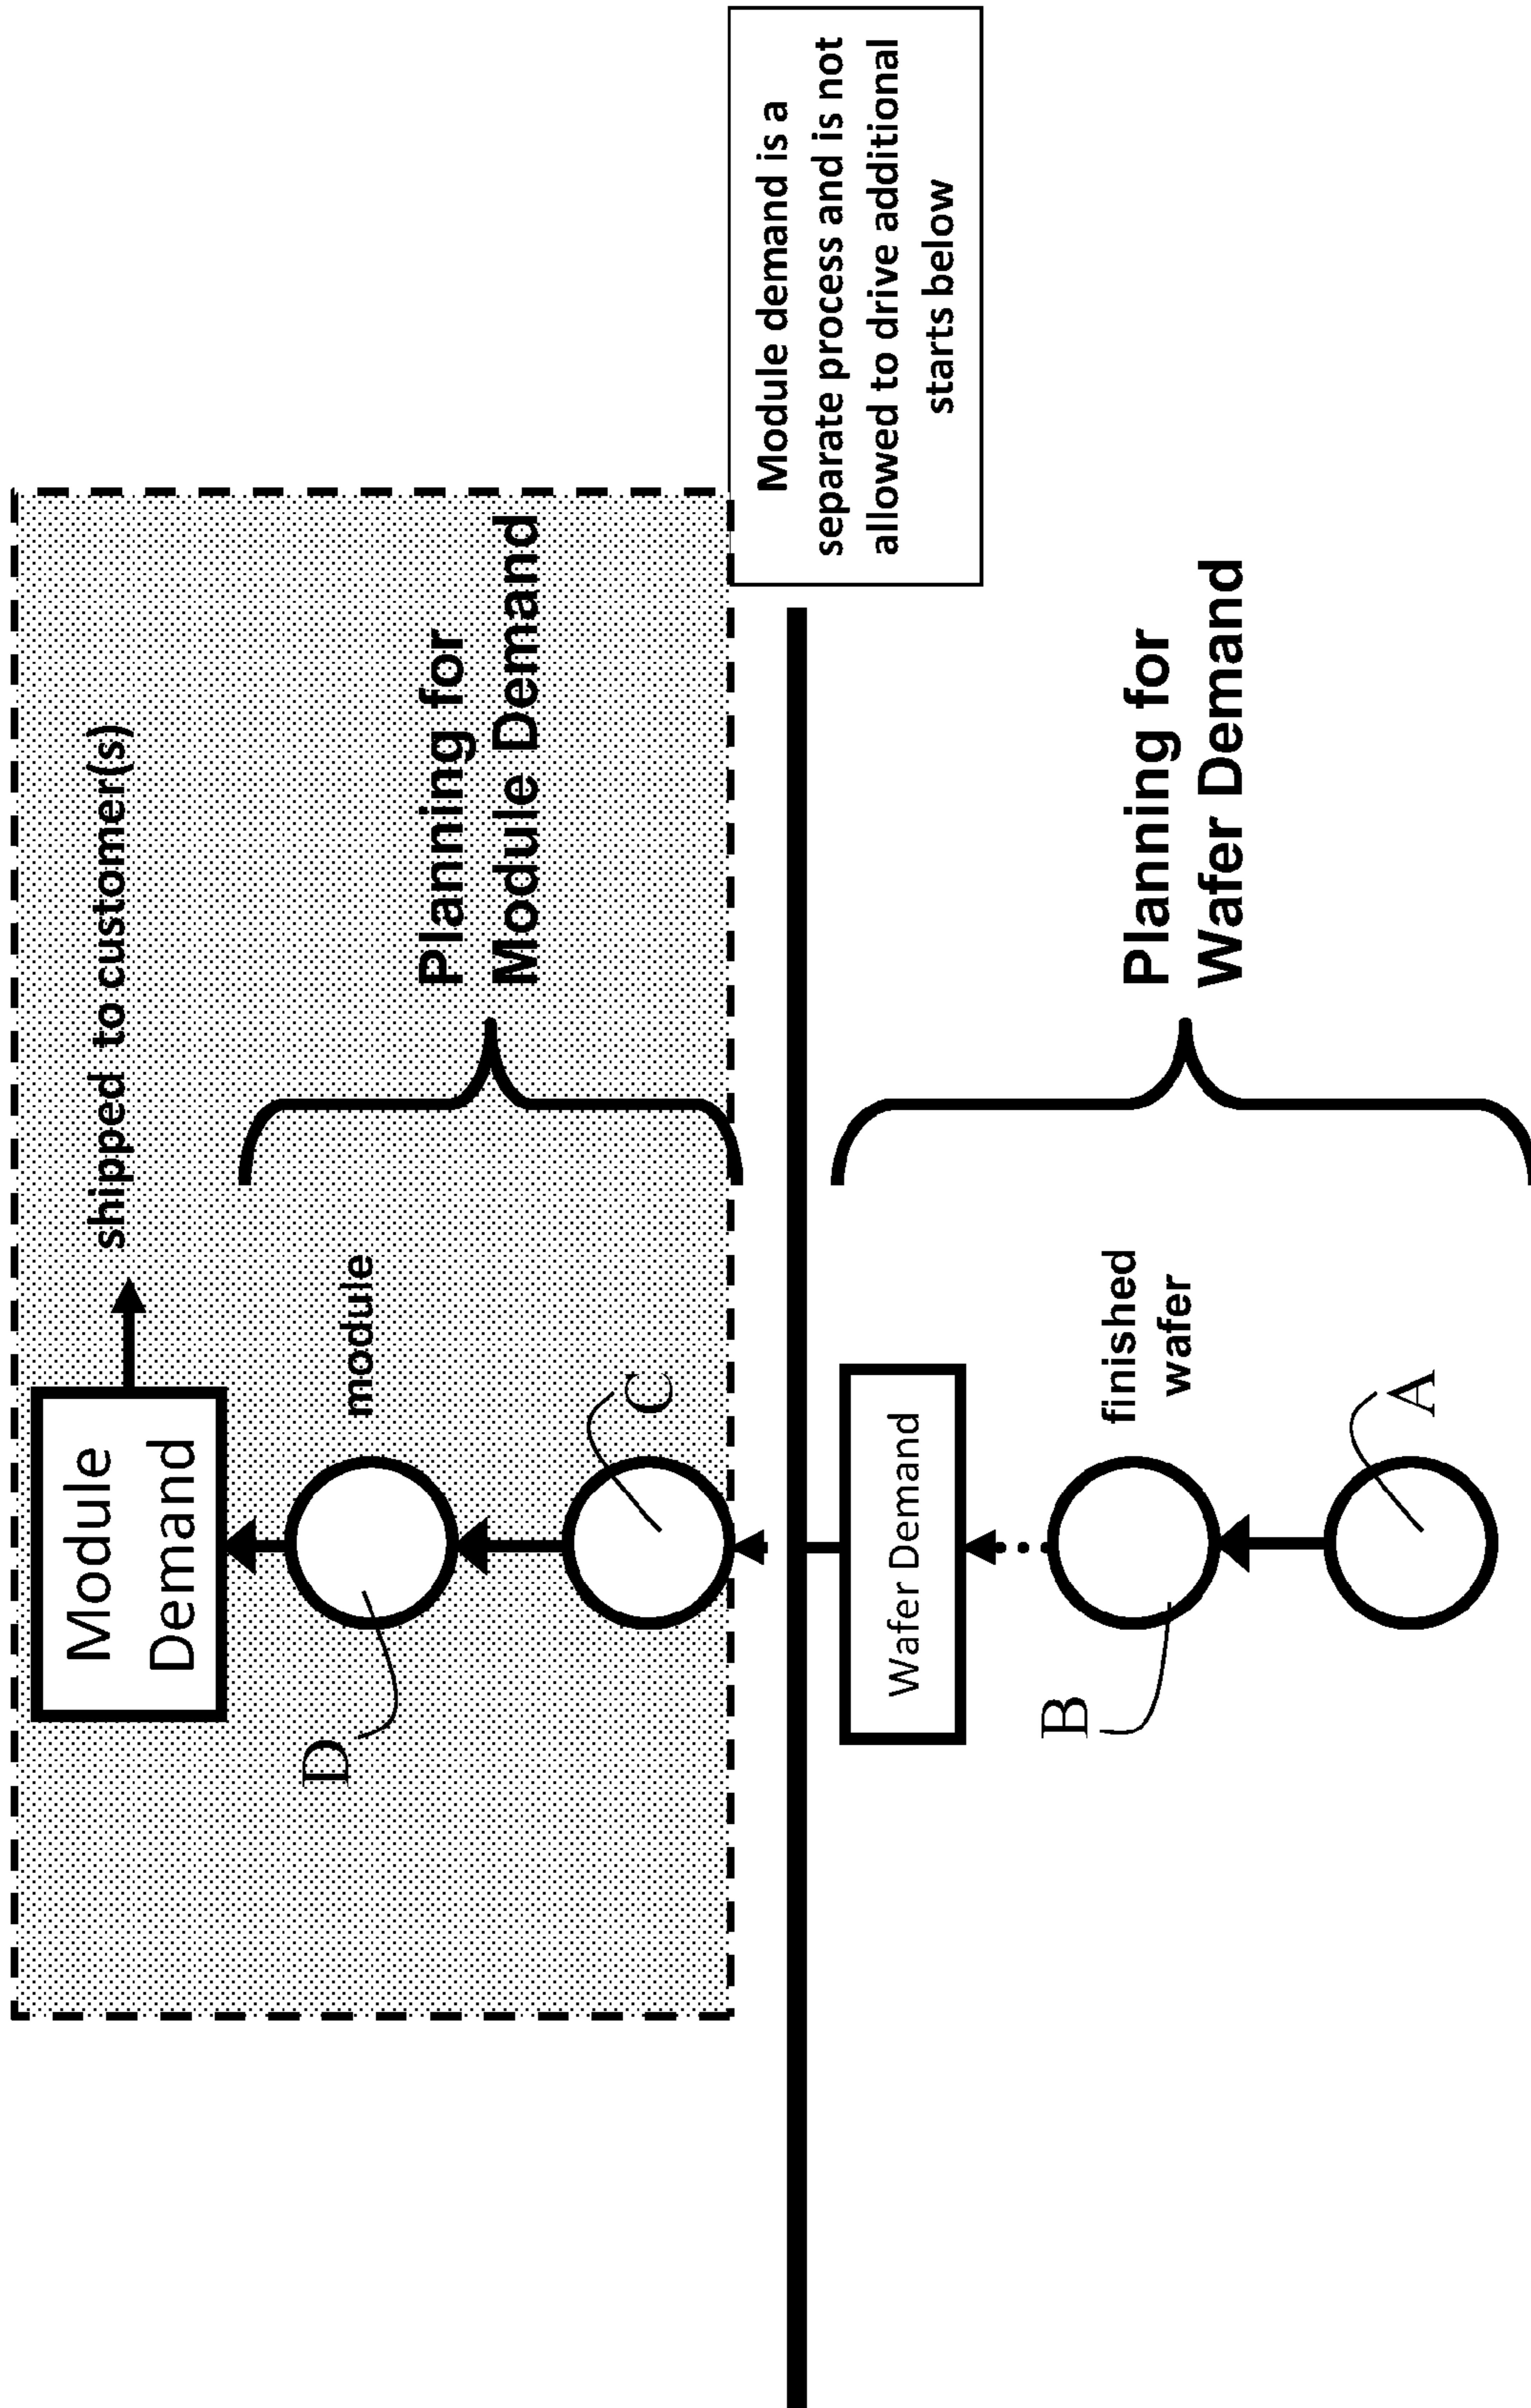 Module
Demand
shipped to customer(s)
D
module
Planning for
Module Demand
C
Module demand is a
separate process and is not
allowed to drive additional
starts below
Wafer Demand
B
finished
wafer
Planning for
Wafer Demand
A